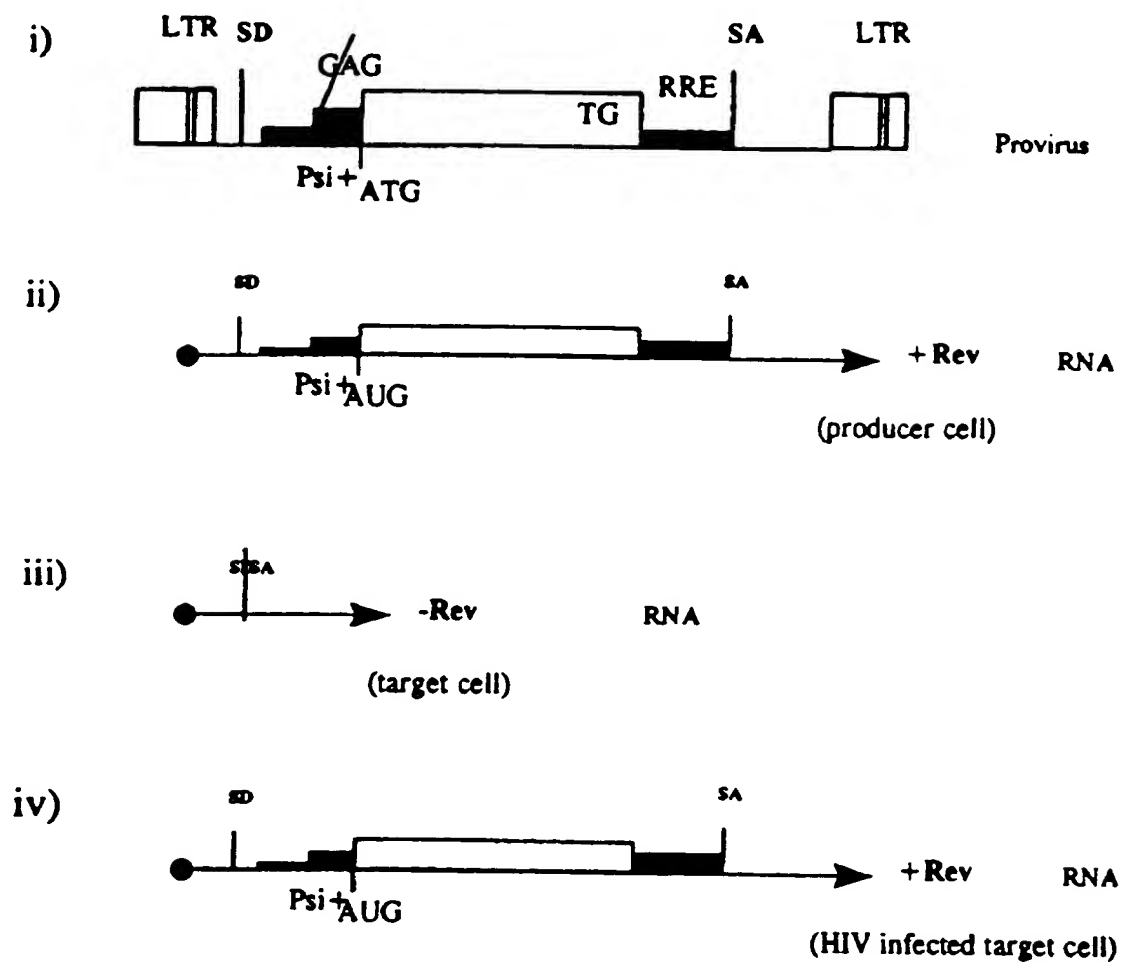 i) LTR SD GAG SA LTR
RRE
TG
Provirus
Psi+ ATG
ii) SD SA
+Rev RNA
Psi+ AUG
(producer cell)
iii) SA
-Rev RNA
(target cell)
iv) SD SA
+Rev RNA
Psi+ AUG
(HIV infected target cell)